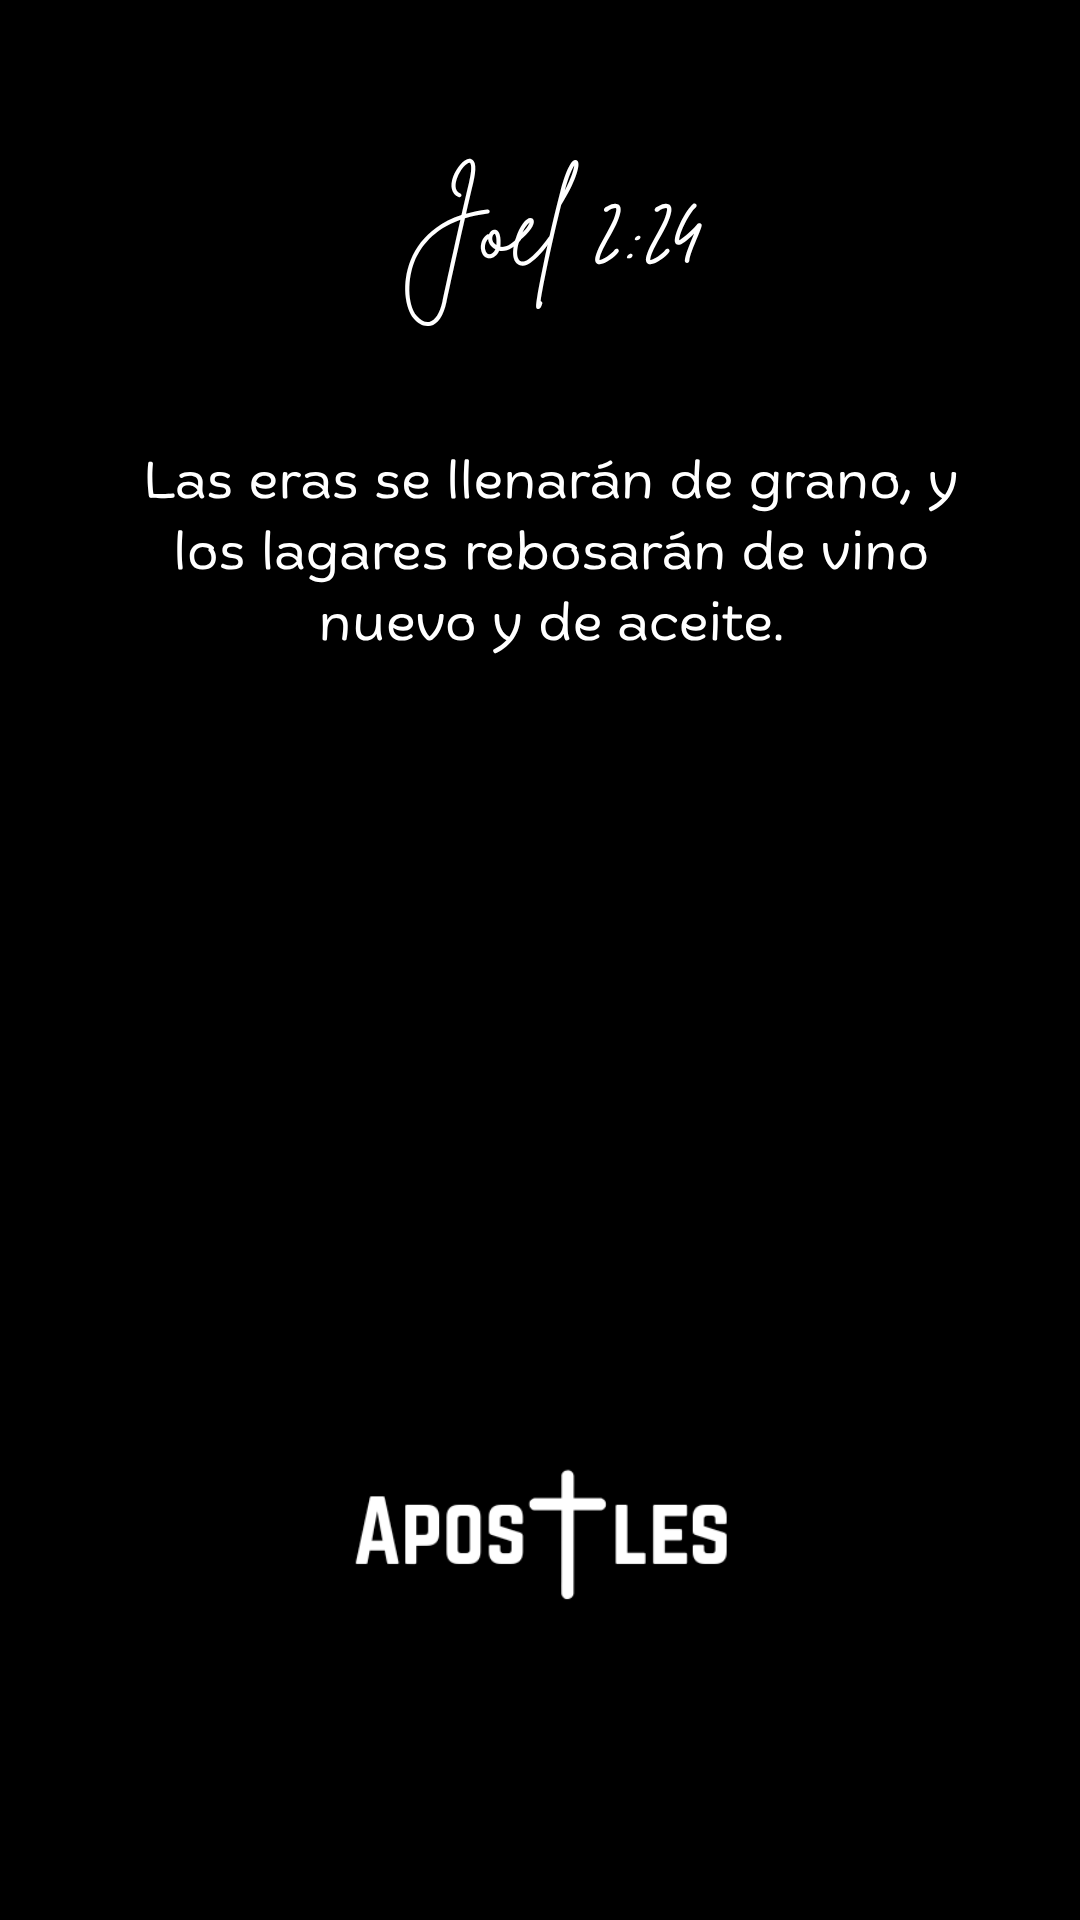 Joel 2:24
Las eras se llenarán de grano, y
los lagares rebosarán de vino
nuevo y de aceite.
APOSTLES